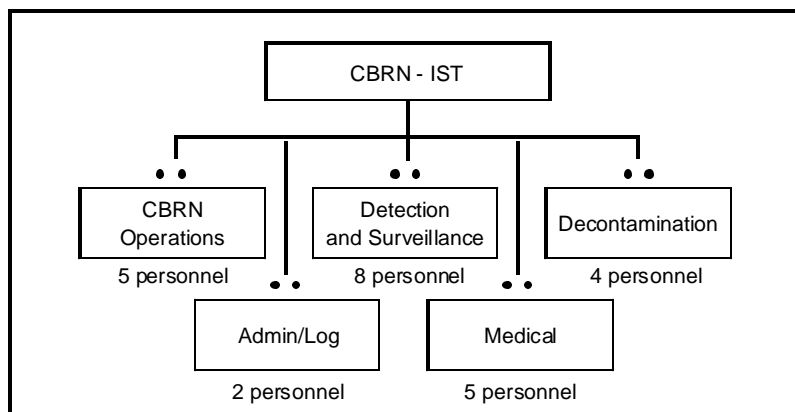 CBRN - IST
CBRN
Operations
5 personnel
Detection
and Surveillance
8 personnel
Decontamination
4 personnel
Admin/Log
2 personnel
Medical
5 personnel